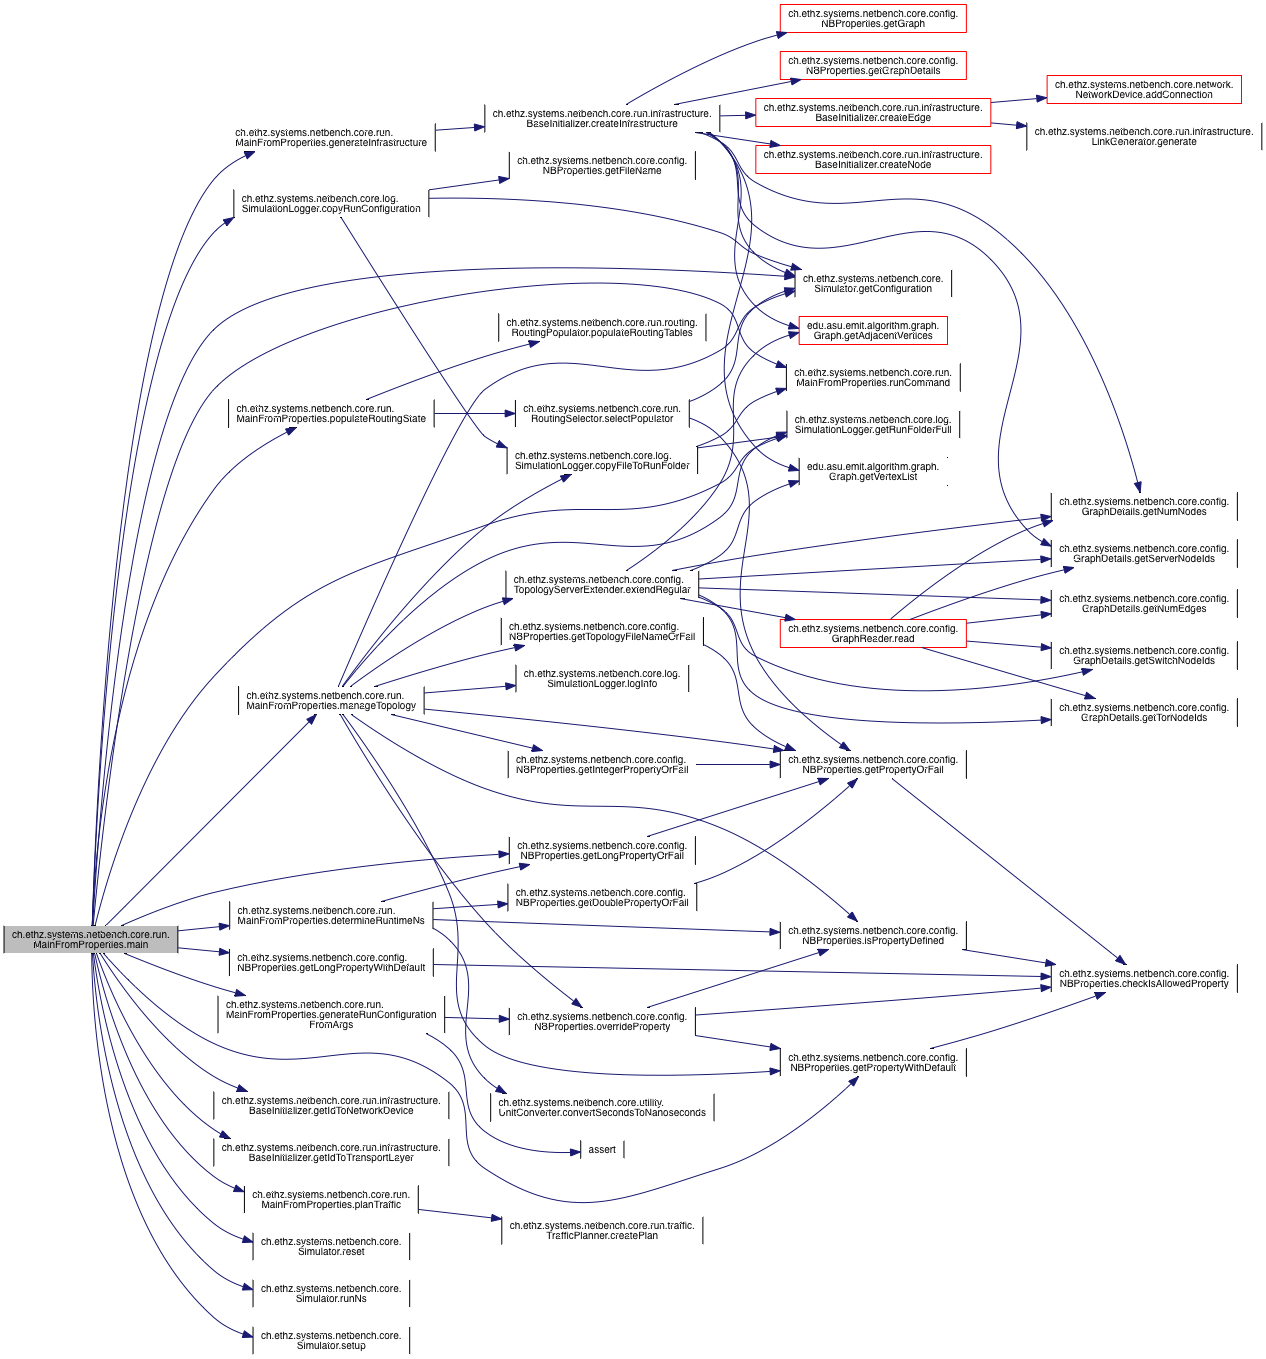 ch.ethz.systems.netbench.core.config.
NBProperties.getGraph
ch.ethz.systems.netbench.core.config.
NBProperties.getGraphDetails
ch.ethz.systems.netbench.core.network.
NetworkDevice.addConnection
ch.ethz.systems.netbench.core.run.infrastructure.
BaseInitializer.createEdge
ch.ethz.systems.netbench.core.run.infrastructure.
BaseInitializer.createInfrastructure
ch.ethz.systems.netbench.core.run.
MainFromProperties.generateInfrastructure
ch.ethz.systems.netbench.core.run.infrastructure.
LinkGenerator.generate
ch.ethz.systems.netbench.core.run.infrastructure.
BaseInitializer.createNode
ch.ethz.systems.netbench.core.config.
NBProperties.getFileName
ch.ethz.systems.netbench.core.log.
SimulationLogger.copyRunConfiguration
ch.ethz.systems.netbench.core.
Simulator.getConfiguration
ch.ethz.systems.netbench.core.run.routing.
RoutingPopulator.populateRoutingTables
edu.asu.emit.algorithm.graph.
Graph.getAdjacentVertices
ch.ethz.systems.netbench.core.run.
MainFromProperties.runCommand
ch.ethz.systems.netbench.core.run.
MainFromProperties.populateRoutingState
ch.ethz.systems.netbench.core.run.
RoutingSelector.selectPopulator
ch.ethz.systems.netbench.core.log.
SimulationLogger.getRunFolderFull
ch.ethz.systems.netbench.core.log.
SimulationLogger.copyFileToRunFolder
edu.asu.emit.algorithm.graph.
Graph.getVertexList
ch.ethz.systems.netbench.core.config.
GraphDetails.getNumNodes
ch.ethz.systems.netbench.core.config.
GraphDetails.getServerNodeIds
ch.ethz.systems.netbench.core.config.
TopologyServerExtender.extendRegular
ch.ethz.systems.netbench.core.config.
GraphDetails.getNumEdges
ch.ethz.systems.netbench.core.config.
NBProperties.getTopologyFileNameOrFail
ch.ethz.systems.netbench.core.config.
GraphReader.read
ch.ethz.systems.netbench.core.config.
GraphDetails.getSwitchNodeIds
ch.ethz.systems.netbench.core.log.
SimulationLogger.logInfo
ch.ethz.systems.netbench.core.run.
MainFromProperties.manageTopology
ch.ethz.systems.netbench.core.config.
GraphDetails.getTorNodeIds
ch.ethz.systems.netbench.core.config.
NBProperties.getIntegerPropertyOrFail
ch.ethz.systems.netbench.core.config.
NBProperties.getPropertyOrFail
ch.ethz.systems.netbench.core.config.
NBProperties.getLongPropertyOrFail
ch.ethz.systems.netbench.core.config.
NBProperties.getDoublePropertyOrFail
ch.ethz.systems.netbench.core.run.
MainFromProperties.determineRuntimeNs
ch.ethz.systems.netbench.core.run.
MainFromProperties.main
ch.ethz.systems.netbench.core.config.
NBProperties.isPropertyDefined
ch.ethz.systems.netbench.core.config.
NBProperties.getLongPropertyWithDefault
ch.ethz.systems.netbench.core.config.
NBProperties.checkIsAllowedProperty
ch.ethz.systems.netbench.core.run.
MainFromProperties.generateRunConfiguration
FromArgs
ch.ethz.systems.netbench.core.config.
NBProperties.overrideProperty
ch.ethz.systems.netbench.core.config.
NBProperties.getPropertyWithDefault
ch.ethz.systems.netbench.core.run.infrastructure.
BaseInitializer.getIdToNetworkDevice
ch.ethz.systems.netbench.core.utility.
UnitConverter.convertSecondsToNanoseconds
ch.ethz.systems.netbench.core.run.infrastructure.
BaseInitializer.getIdToTransportLayer
assert
ch.ethz.systems.netbench.core.run.
MainFromProperties.planTraffic
ch.ethz.systems.netbench.core.run.traffic.
TrafficPlanner.createPlan
ch.ethz.systems.netbench.core.
Simulator.reset
ch.ethz.systems.netbench.core.
Simulator.runNs
ch.ethz.systems.netbench.core.
Simulator.setup